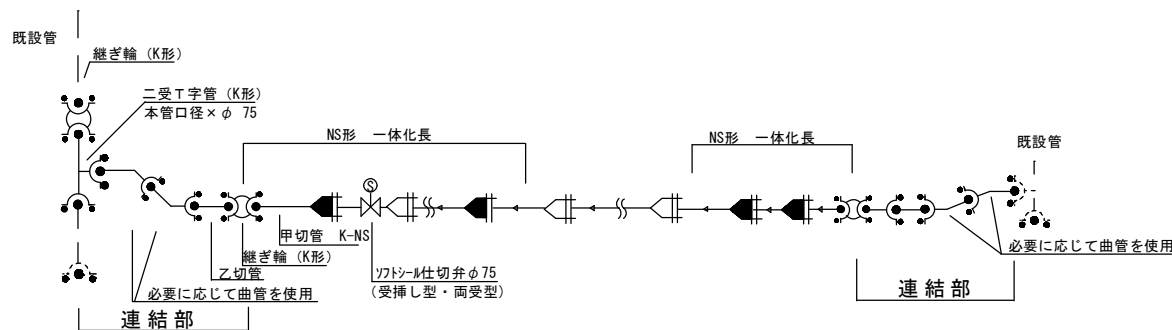 既設管
継ぎ輪 (K形)
二受T字管 (K形)
本管口径×φ 75
NS形 一体化長
NS形 一体化長
既設管
S
甲切管 K-NS
継ぎ輪 (K形)
乙切管
ソフトシール仕切弁φ75
(受挿し型・両受型)
必要に応じて曲管を使用
必要に応じて曲管を使用
連結部
連結部